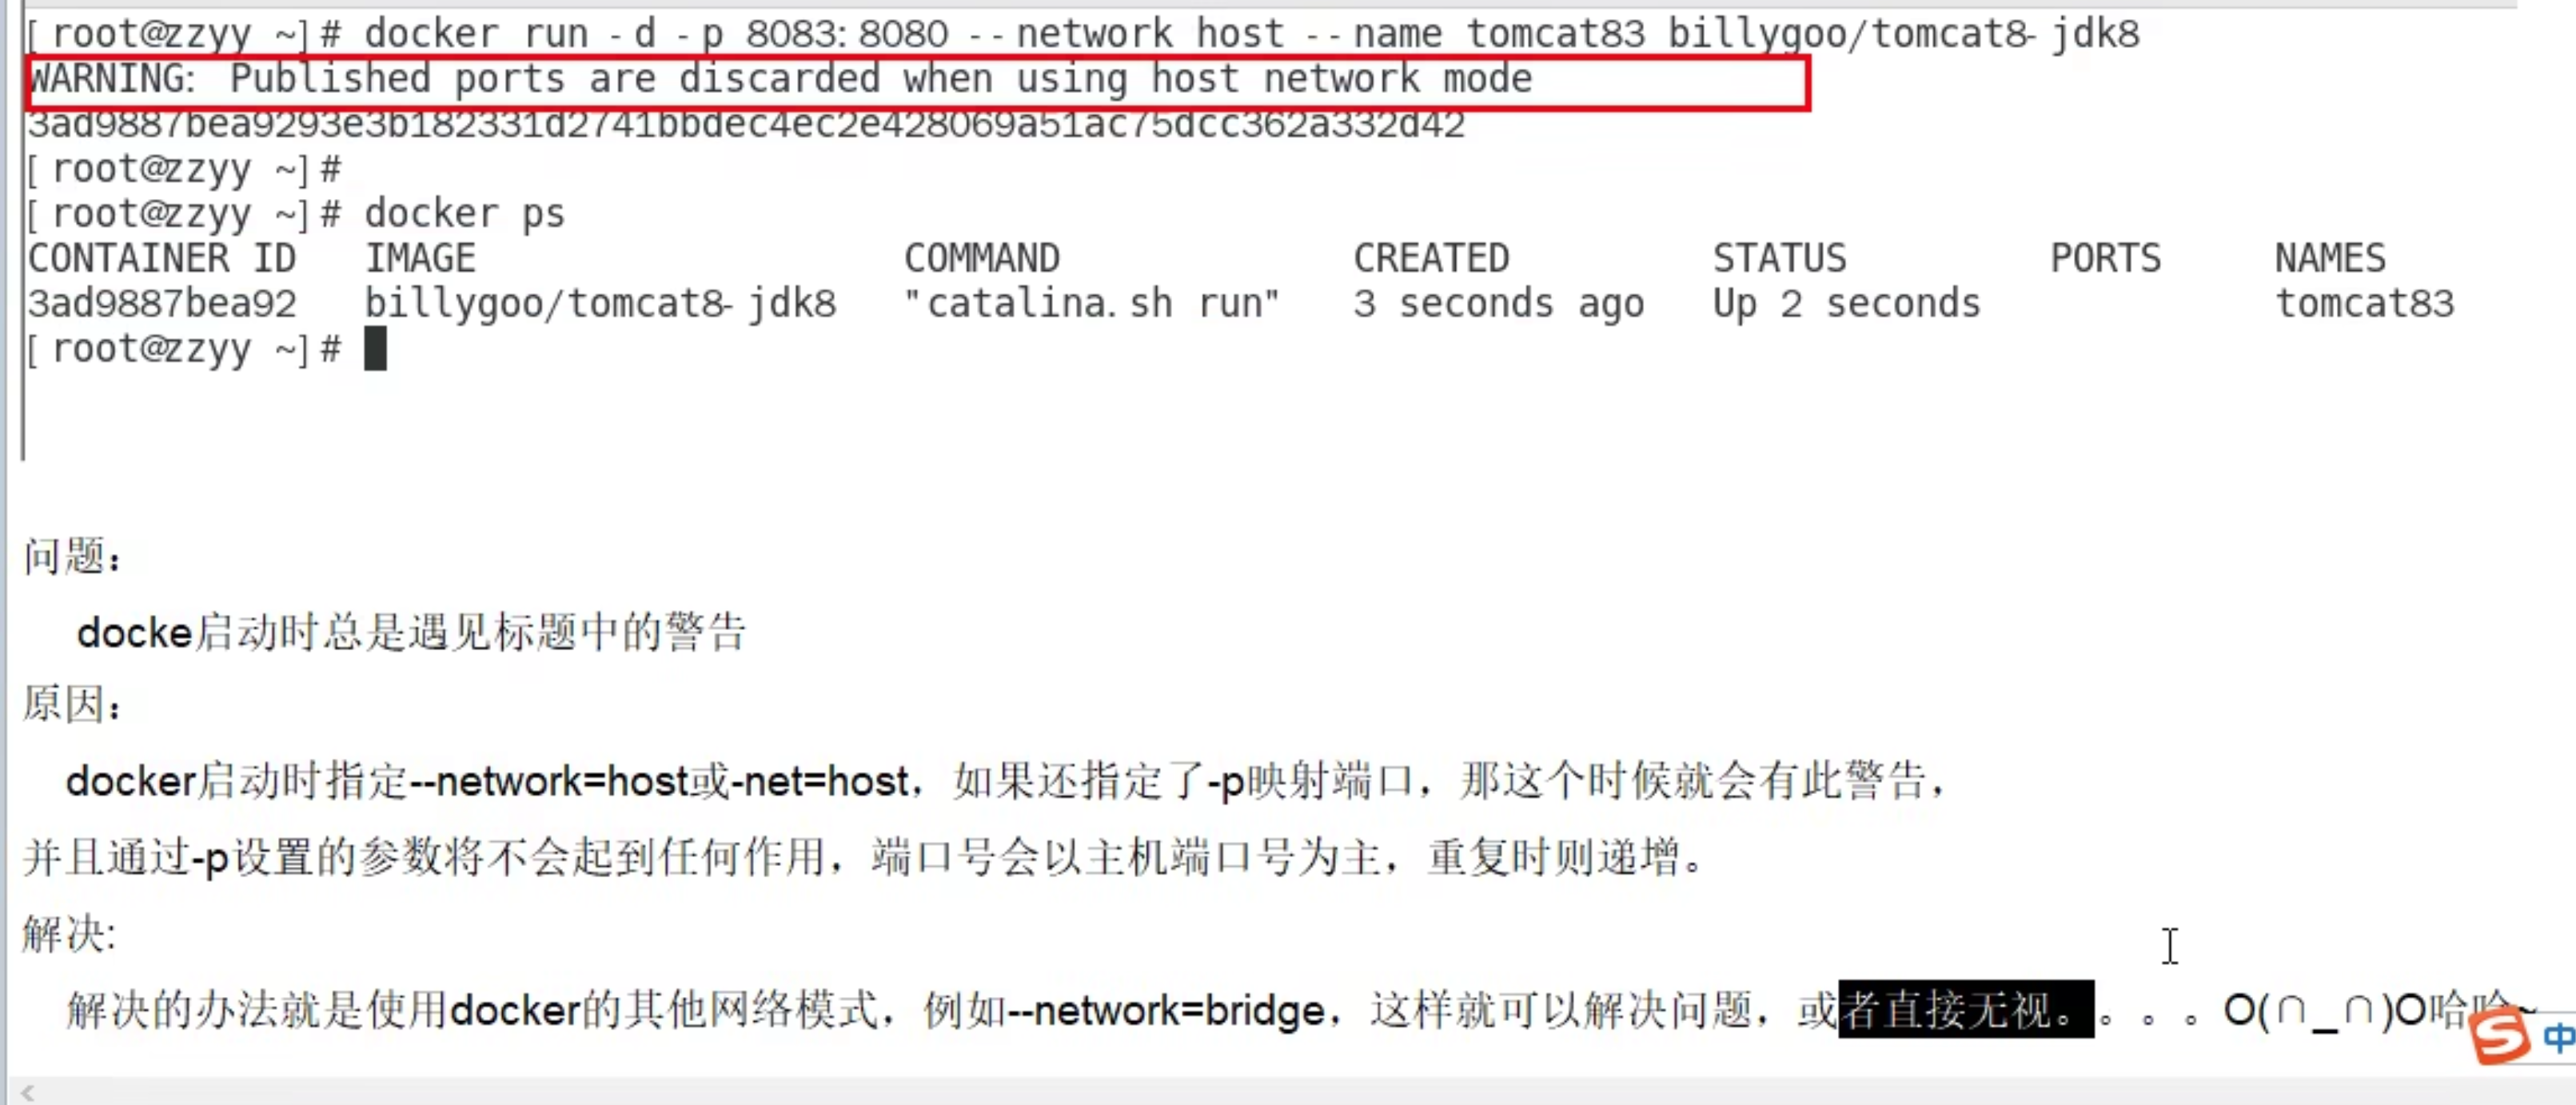 [root@zzyy ~]# docker run -d -p 8083:8080 --network host --name tomcat83 billygoo/tomcat8-jdk8
WARNING: Published ports are discarded when using host network mode
3ad9887bea9293e3b182331d2741bbdec4ec2e428069a51ac75dcc362a332d42
[root@zzyy ~]#
[root@zzyy ~]# docker ps
CONTAINER ID IMAGE COMMAND CREATED STATUS PORTS NAMES
3ad9887bea92 billygoo/tomcat8-jdk8 "catalina.sh run" 3 seconds ago Up 2 seconds tomcat83
[root@zzyy ~]#
问题：
docke启动时总是遇见标题中的警告
原因：
docker启动时指定--network=host或-net=host，如果还指定了-p映射端口，那这个时候就会有此警告，
并且通过-p设置的参数将不会起到任何作用，端口号会以主机端口号为主，重复时则递增。
解决:
解决的办法就是使用docker的其他网络模式，例如--network=bridge，这样就可以解决问题，或者直接无视。。。。O(∩_∩)O哈哈~
中